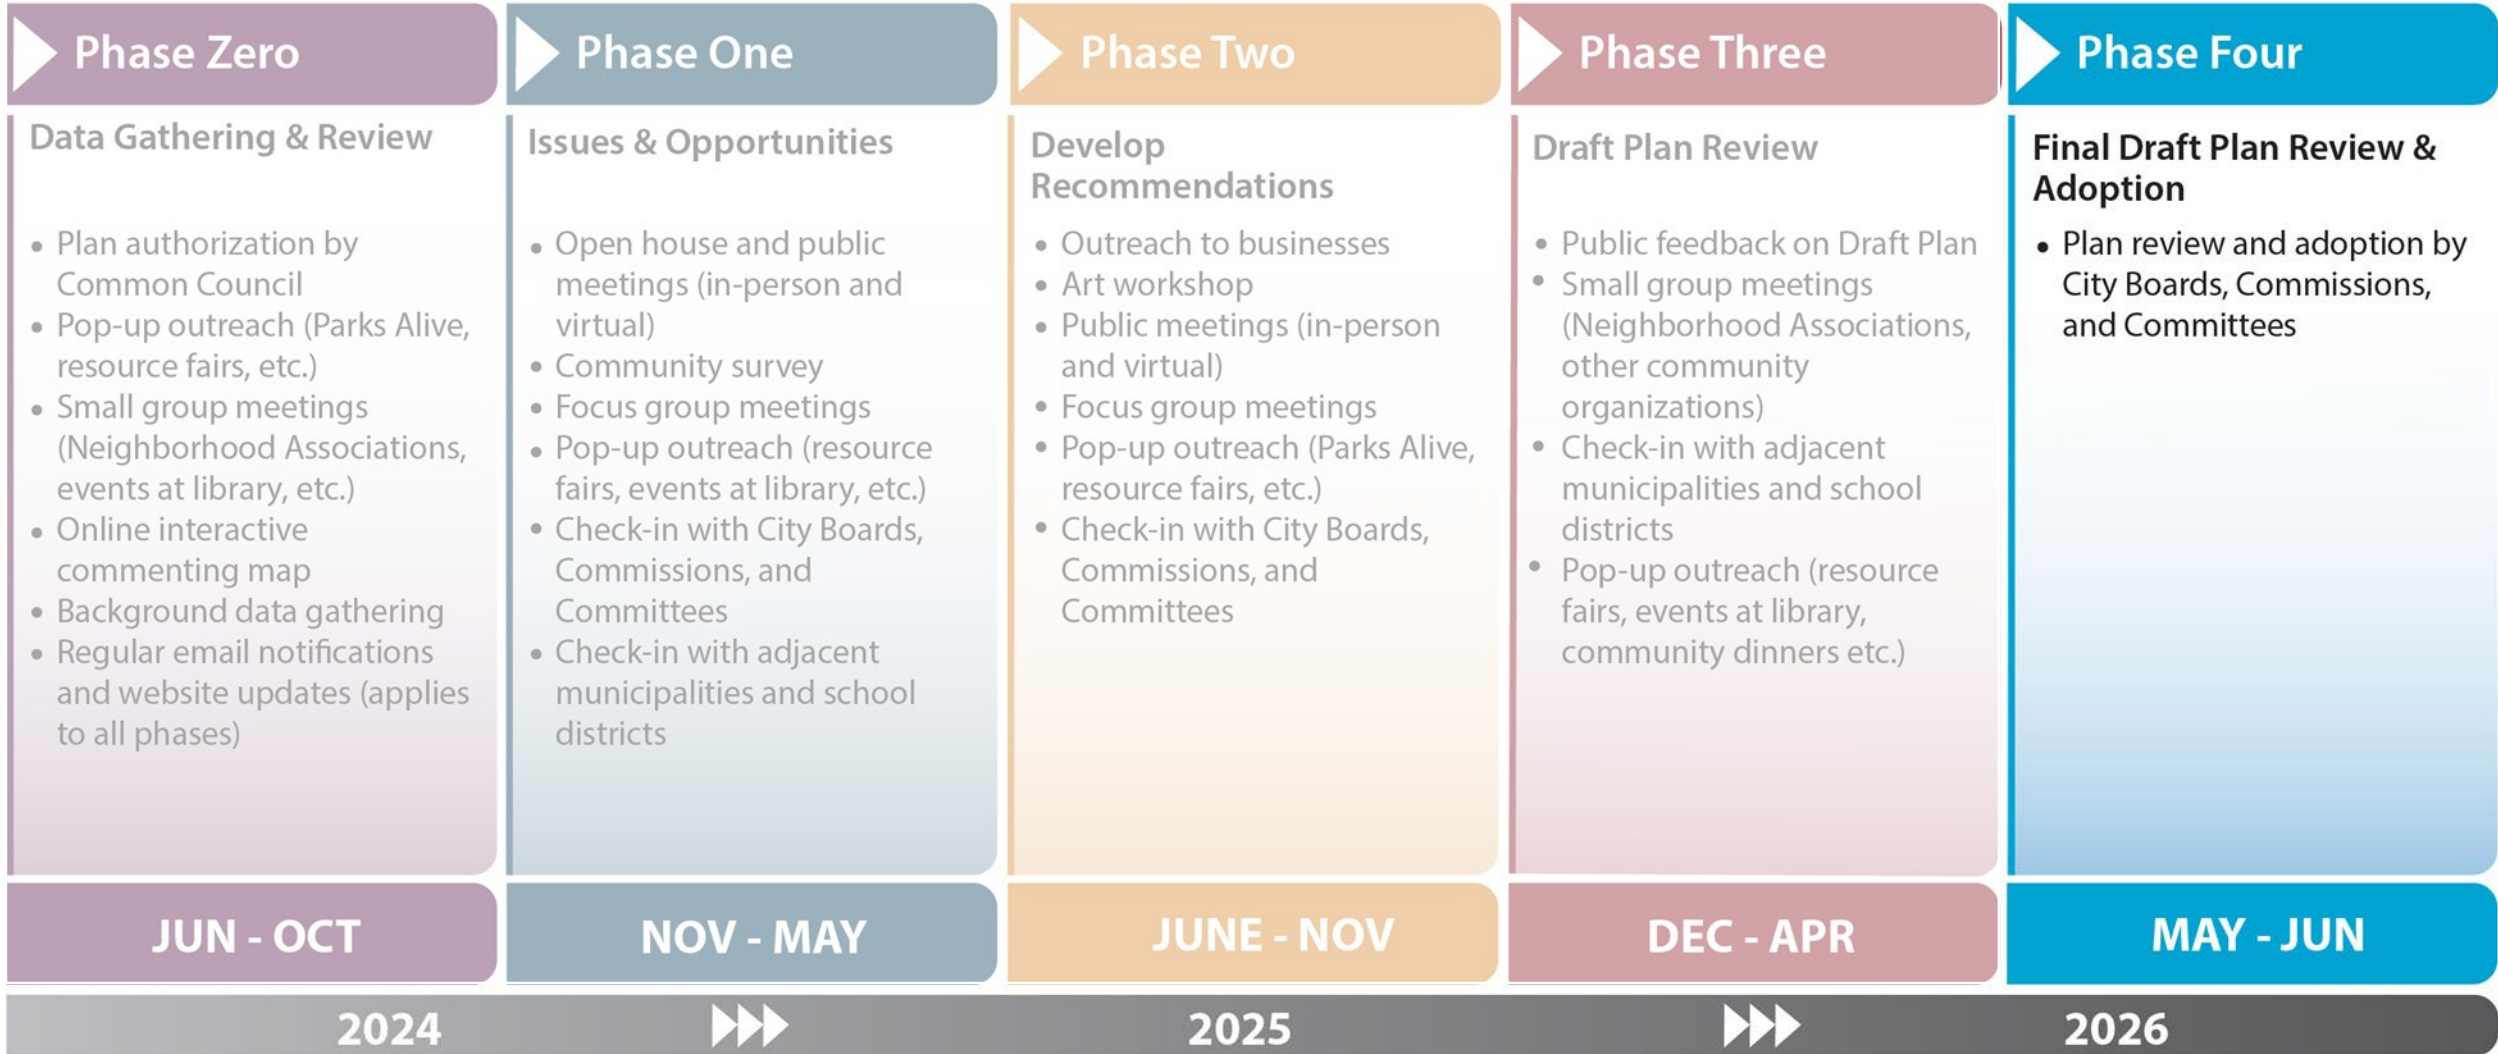 Phase Zero
Data Gathering & Review
• Plan authorization by
Common Council
• Pop-up outreach (Parks Alive,
resource fairs, etc.)
• Small group meetings
(Neighborhood Associations,
events at library, etc.)
• Online interactive
commenting map
• Background data gathering
• Regular email notifications
and website updates (applies
to all phases)
JUN - OCT
Phase One
Issues & Opportunities
• Open house and public
meetings (in-person and
virtual)
• Community survey
• Focus group meetings
• Pop-up outreach (resource
fairs, events at library, etc.)
• Check-in with City Boards,
Commissions, and
Committees
• Check-in with adjacent
municipalities and school
districts
NOV - MAY
Phase Two
Develop
Recommendations
• Outreach to businesses
• Art workshop
• Public meetings (in-person
and virtual)
• Focus group meetings
• Pop-up outreach (Parks Alive,
resource fairs, etc.)
• Check-in with City Boards,
Commissions, and
Committees
JUNE - NOV
Phase Three
Draft Plan Review
• Public feedback on Draft Plan
• Small group meetings
(Neighborhood Associations,
other community
organizations)
• Check-in with adjacent
municipalities and school
districts
• Pop-up outreach (resource
fairs, events at library,
community dinners etc.)
DEC - APR
Phase Four
Final Draft Plan Review &
Adoption
• Plan review and adoption by
City Boards, Commissions,
and Committees
MAY - JUN
2024
2025
2026